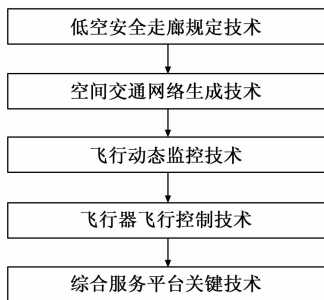 低空安全走廊规定技术
空间交通网络生成技术
飞行动态监控技术
飞行器飞行控制技术
综合服务平台关键技术